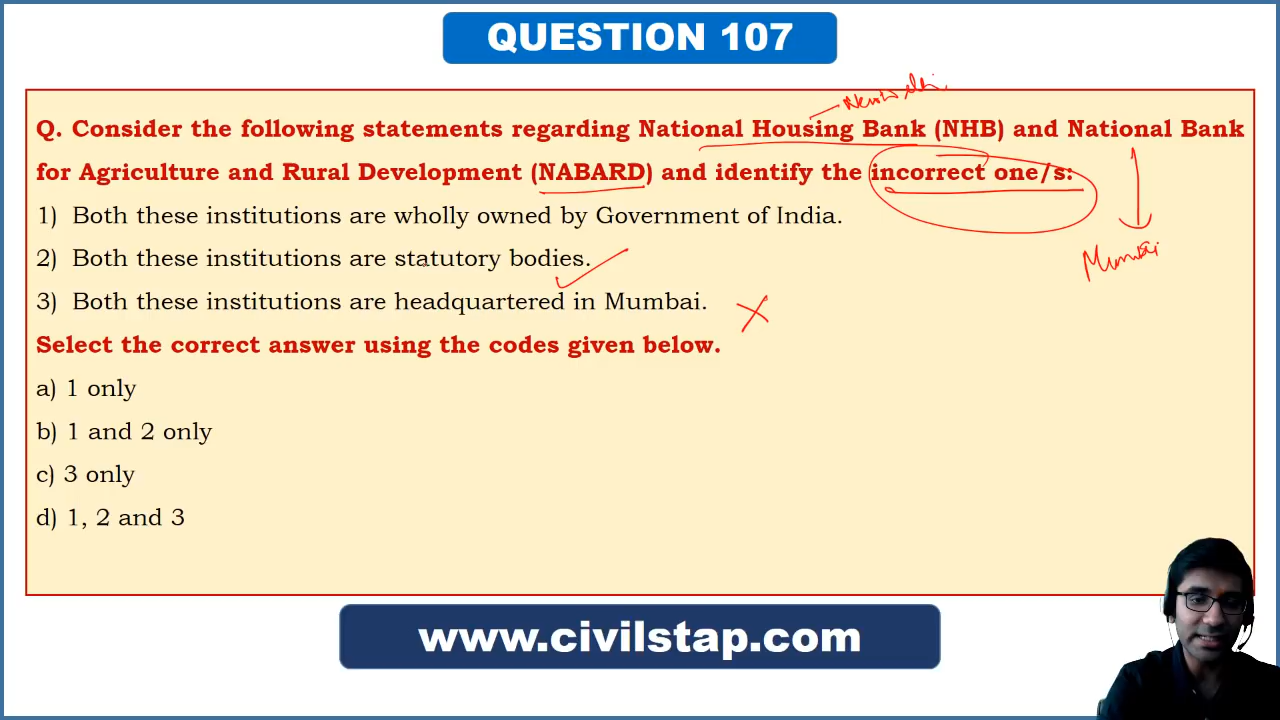 QUESTION 107
New Delhi
Q. Consider the following statements regarding National Housing Bank (NHB) and National Bank
for Agriculture and Rural Development (NABARD) and identify the incorrect one/s:
1) Both these institutions are wholly owned by Government of India.
2) Both these institutions are statutory bodies.
Mumbai
3) Both these institutions are headquartered in Mumbai.
Select the correct answer using the codes given below.
a) 1 only
b) 1 and 2 only
c) 3 only
d) 1, 2 and 3
www.civilstap.com